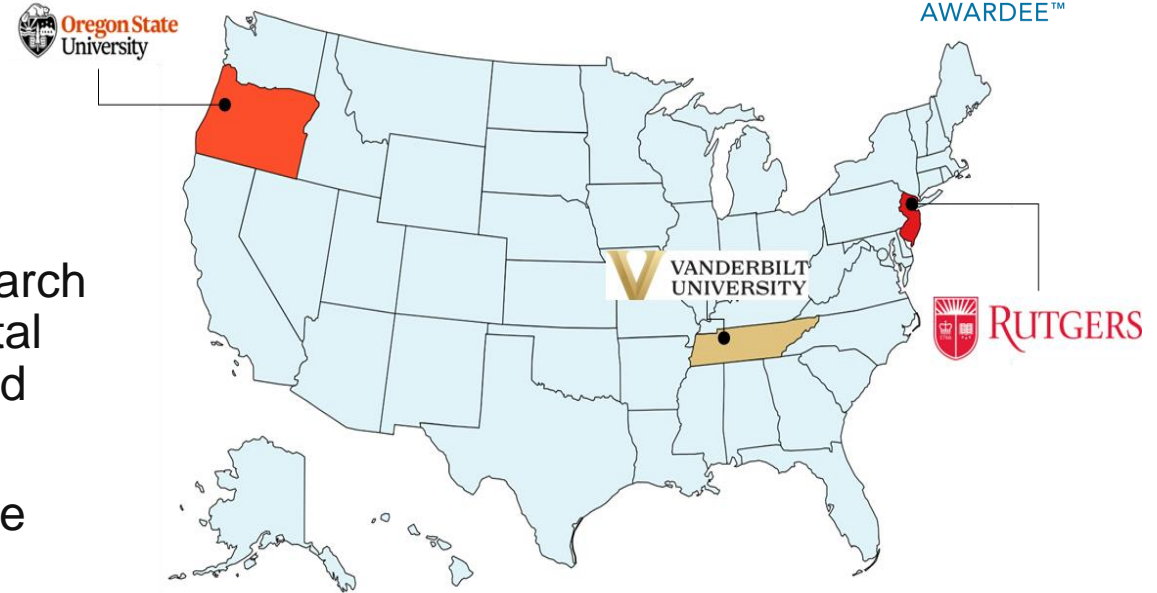 Oregon State
University
AWARDEE™
arch
tal
d
e
VANDERBILT
UNIVERSITY
RUTGERS